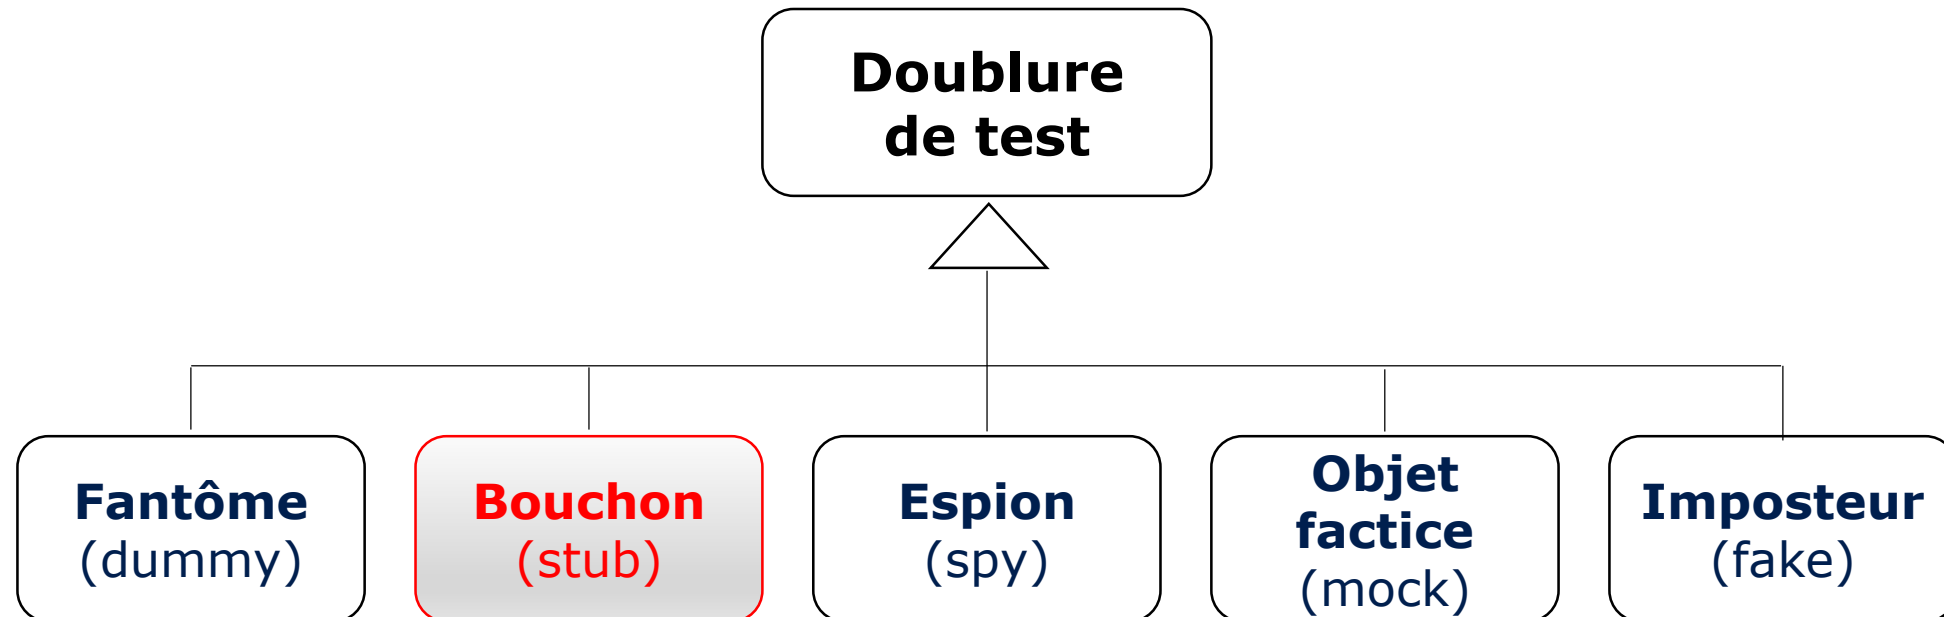 Doublure
de test
Fantôme
(dummy)
Bouchon
(stub)
Espion
(spy)
Objet
factice
(mock)
Imposteur
(fake)